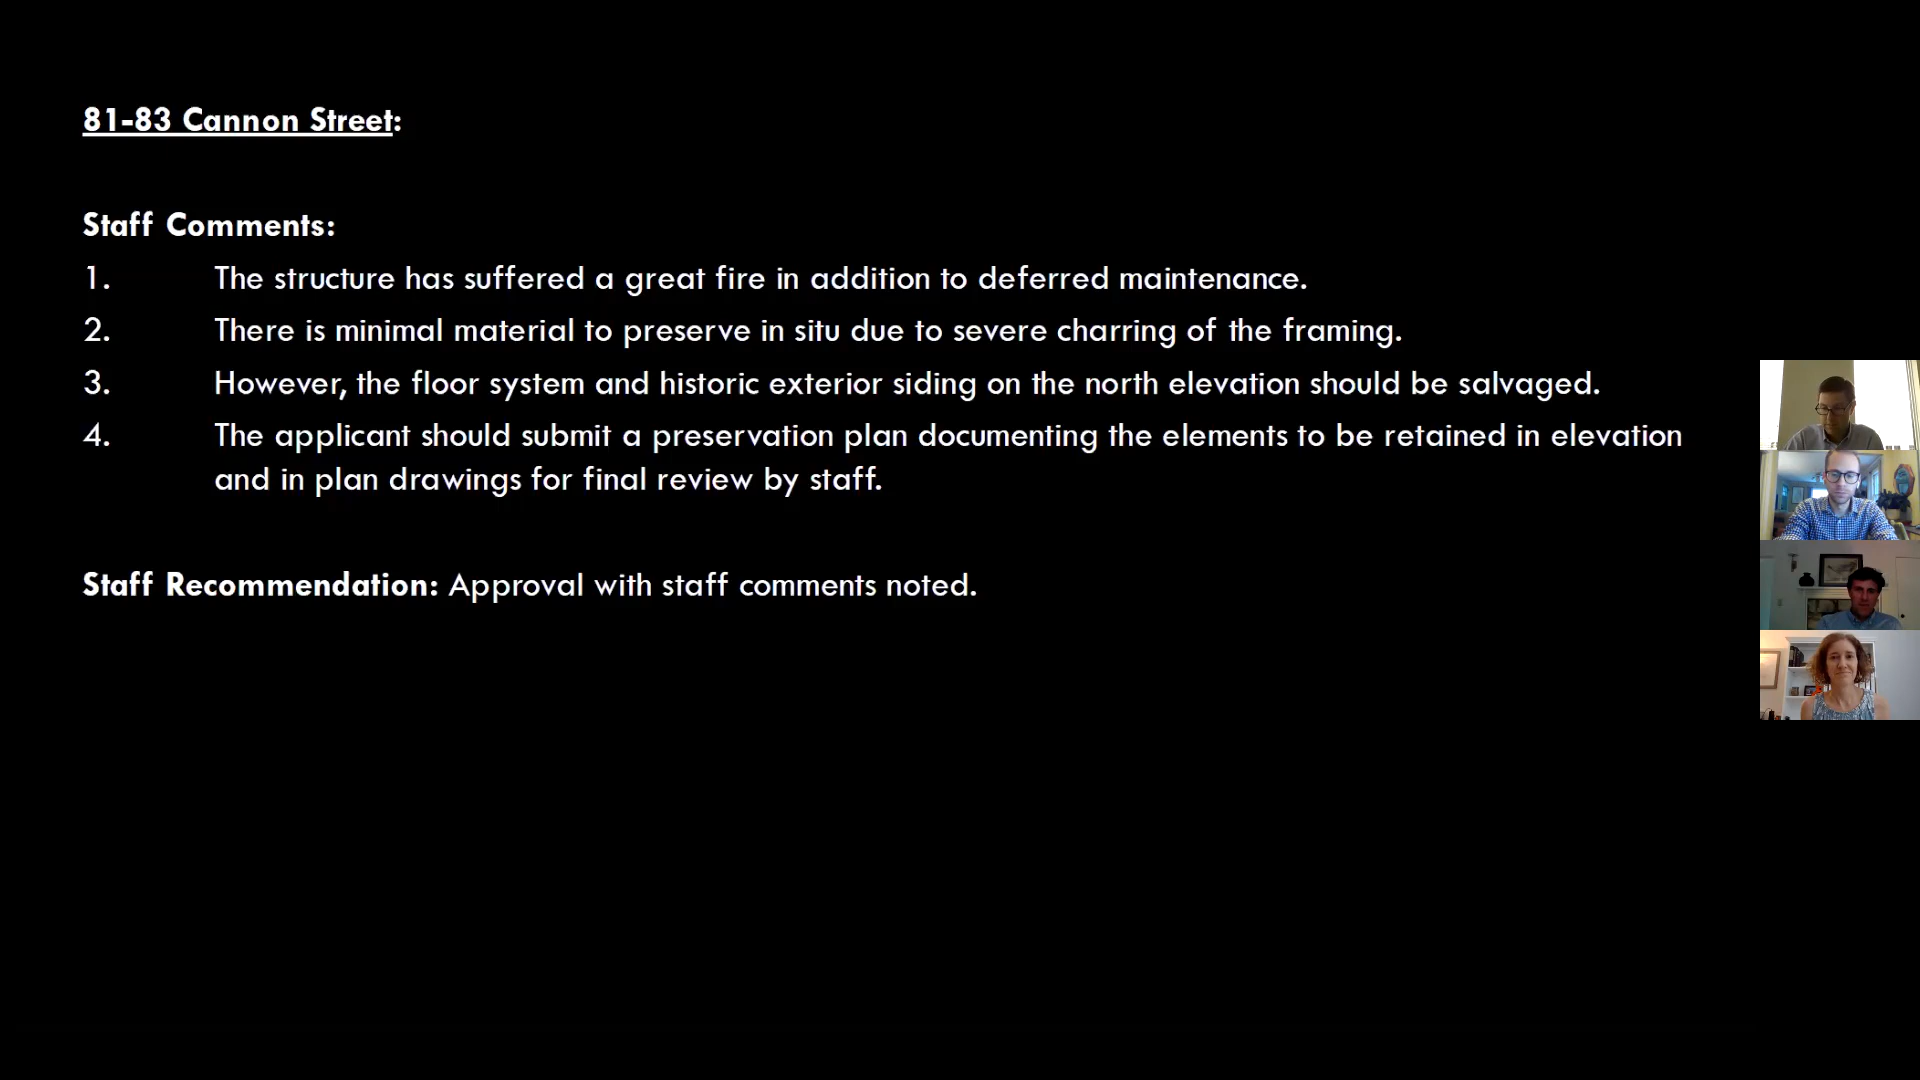 81-83 Cannon Street:
Staff Comments:
1. The structure has suffered a great fire in addition to deferred maintenance.
2. There is minimal material to preserve in situ due to severe charring of the framing.
3. However, the floor system and historic exterior siding on the north elevation should be salvaged.
4. The applicant should submit a preservation plan documenting the elements to be retained in elevation
and in plan drawings for final review by staff.
Staff Recommendation: Approval with staff comments noted.